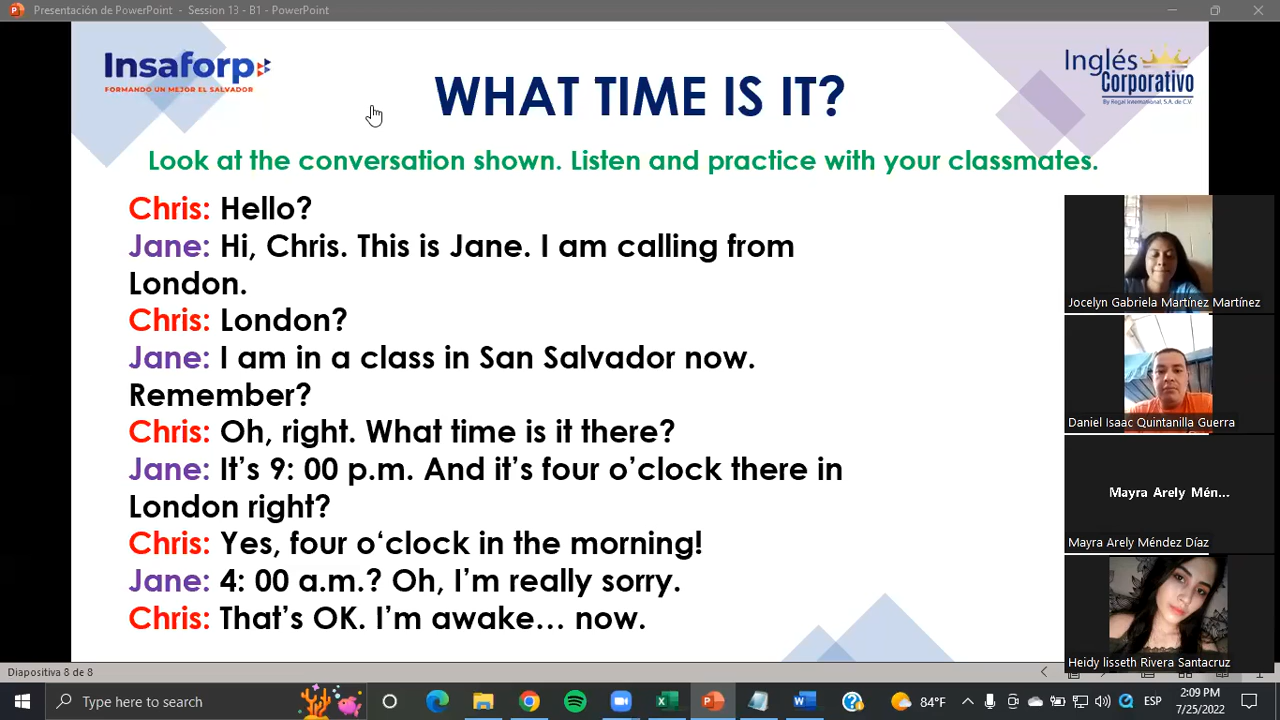 Presentación de PowerPoint - Session 13 - B1 - PowerPoint
Insaforp
FORMANDO UN MEJOR EL SALVADOR
WHAT TIME IS IT?
Inglés
Corporativo
By Regal International, S.A. de C.V.
Look at the conversation shown. Listen and practice with your classmates.
Chris: Hello?
Jane: Hi, Chris. This is Jane. I am calling from
London.
Chris: London?
Jane: I am in a class in San Salvador now.
Remember?
Chris: Oh, right. What time is it there?
Jane: It’s 9: 00 p.m. And it’s four o’clock there in
London right?
Chris: Yes, four o‘clock in the morning!
Jane: 4: 00 a.m.? Oh, I’m really sorry.
Chris: That’s OK. I’m awake… now.
Jocelyn Gabriela Martínez Martínez
Daniel Isaac Quintanilla Guerra
Mayra Arely Mén...
Mayra Arely Méndez Díaz
Heidy lisseth Rivera Santacruz
Diapositiva 8 de 8
Type here to search
84°F
ESP
2:09 PM
7/25/2022